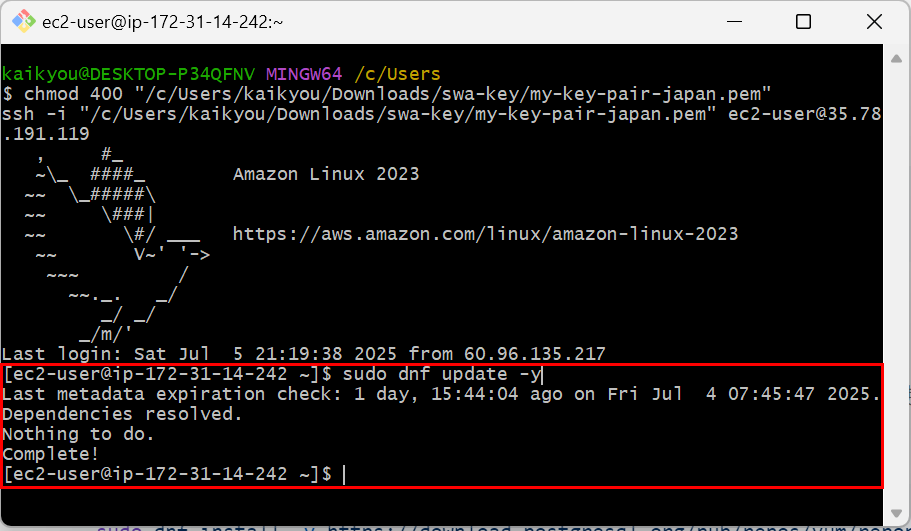 ec2-user@ip-172-31-14-242:~
kaikyou@DESKTOP-P34QFNV MINGW64 /c/Users
$ chmod 400 "/c/Users/kaikyou/Downloads/swa-key/my-key-pair-japan.pem"
ssh -i "/c/Users/kaikyou/Downloads/swa-key/my-key-pair-japan.pem" ec2-user@35.78
.191.119
   ,     #_
   ~\_  ####_        Amazon Linux 2023
  ~~  \_#####\
  ~~     \###|
  ~~       \#/ ___   https://aws.amazon.com/linux/amazon-linux-2023
   ~~       V~' '->
    ~~~         /
      ~~._.   _/
         _/ _/
       _/m/'
Last login: Sat Jul  5 21:19:38 2025 from 60.96.135.217
[ec2-user@ip-172-31-14-242 ~]$ sudo dnf update -y
Last metadata expiration check: 1 day, 15:44:04 ago on Fri Jul  4 07:45:47 2025.
Dependencies resolved.
Nothing to do.
Complete!
[ec2-user@ip-172-31-14-242 ~]$